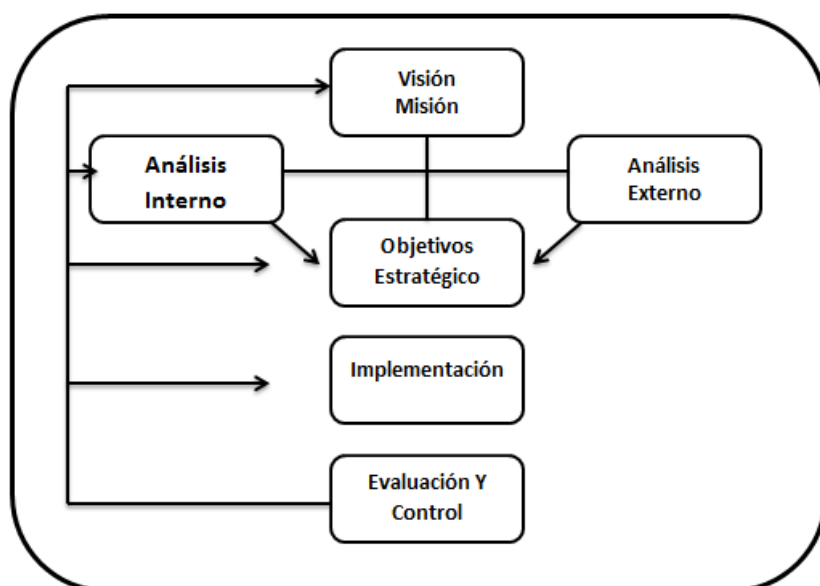 Visión
Misión
Análisis
Interno
Análisis
Externo
Objetivos
Estratégico
Implementación
Evaluación Y
Control